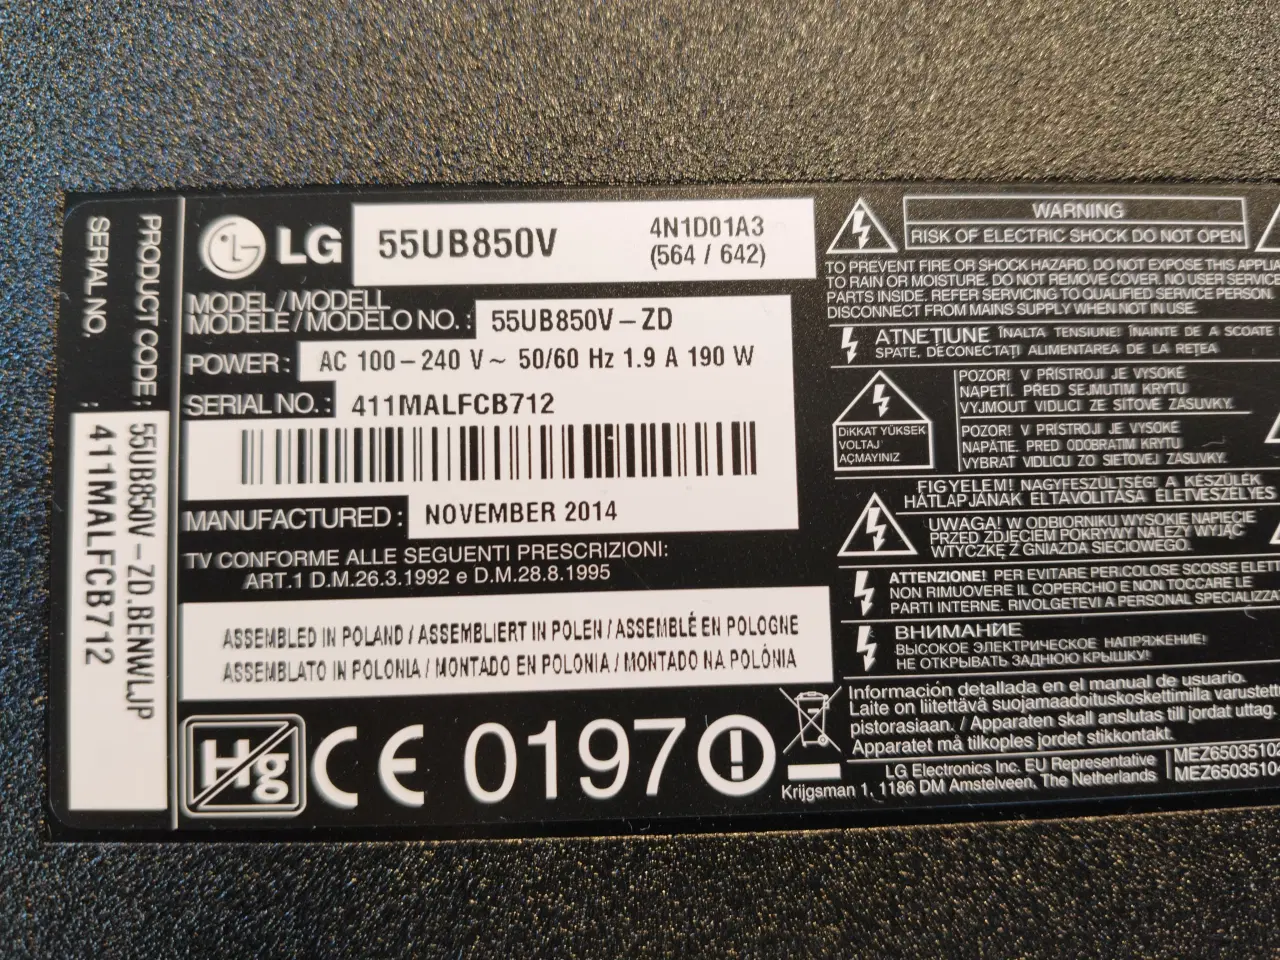 PRODUCT CODE : 55UB850V-ZD.BENWLJP
SERIAL NO. : 411MALFCB712
LG
55UB850V
4N1D01A3
(564 / 642)
MODEL / MODELL
MODELE / MODELO NO. : 55UB850V-ZD
POWER : AC 100-240 V ~ 50/60 Hz 1.9 A 190 W
SERIAL NO. : 411MALFCB712
MANUFACTURED : NOVEMBER 2014
TV CONFORME ALLE SEGUENTI PRESCRIZIONI:
ART.1 D.M.26.3.1992 e D.M.28.8.1995
ASSEMBLED IN POLAND / ASSEMBLIERT IN POLEN / ASSEMBLÉ EN POLOGNE
ASSEMBLATO IN POLONIA / MONTADO EN POLONIA / MONTADO NA POLÓNIA
Hg CE 0197
WARNING
RISK OF ELECTRIC SHOCK DO NOT OPEN
TO PREVENT FIRE OR SHOCK HAZARD, DO NOT EXPOSE THIS
TO RAIN OR MOISTURE. DO NOT REMOVE COVER. NO USER
PARTS INSIDE. REFER SERVICING TO QUALIFIED SERVICE PERSON.
DISCONNECT FROM MAINS SUPPLY WHEN NOT IN USE.
ATNEŢIUNE ÎNALTA TENSIUNE! ÎNAINTE DE A SCOATE
SPATE, DECONECTAŢI ALIMENTAREA DE LA REŢEA
DiKKAT YÜKSEK
VOLTAJ
AÇMAYINIZ
POZOR! V PŘÍSTROJI JE VYSOKÉ
NAPĚTÍ. PŘED SEJMUTÍM KRYTU
VYJMOUT VIDLICI ZE SÍŤOVÉ ZÁSUVKY.
POZOR! V PRÍSTROJI JE VYSOKÉ
NAPÄTIE. PRED ODOBRATÍM KRYTU
VYBRAŤ VIDLICU ZO SIEŤOVEJ ZÁSUVKY.
FIGYELEM! NAGYFESZÜLTSÉG! A KÉSZÜLÉK
HÁTLAPJÁNAK ELTÁVOLÍTÁSA ÉLETVESZÉLYES
UWAGA! W ODBIORNIKU WYSOKIE NAPIĘCIE
PRZED ZDJĘCIEM POKRYWY NALEŻY WYJĄĆ
WTYCZKĘ Z GNIAZDA SIECIOWEGO.
ATTENZIONE! PER EVITARE PERICOLOSE SCOSSE
NON RIMUOVERE IL COPERCHIO E NON TOCCARE LE
PARTI INTERNE. RIVOLGETEVI A PERSONAL
ВНИМАНИЕ
ВЫСОКОЕ ЭЛЕКТРИЧЕСКОЕ НАПРЯЖЕНИЕ!
НЕ ОТКРЫВАТЬ ЗАДНЮЮ КРЫШКУ!
Información detallada en el manual de usuario.
Laite on liitettävä suojamaadoituskoskettimilla
pistorasiaan. / Apparaten skall anslutas till jordat uttag.
Apparatet må tilkoples jordet stikkontakt.
LG Electronics Inc. EU Representative
Krijgsman 1, 1186 DM Amstelveen, The Netherlands